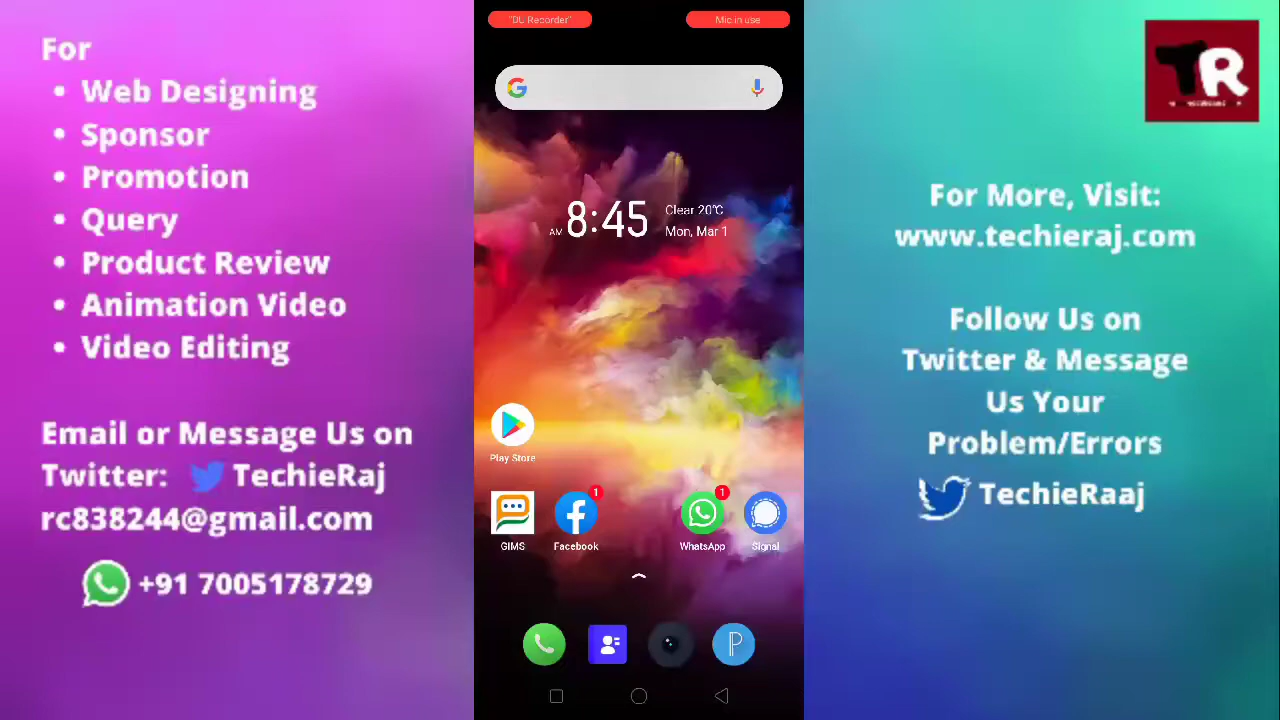 For
• Web Designing
• Sponsor
• Promotion
• Query
• Product Review
• Animation Video
• Video Editing
Email or Message Us on
Twitter: TechieRaj
rc838244@gmail.com
+91 7005178729
"DU Recorder"
Mic in use
AM 8:45
Clear 20°C
Mon, Mar 1
Play Store
1
1
GIMS
Facebook
WhatsApp
Signal
TR
For More, Visit:
www.techieraj.com
Follow Us on
Twitter & Message
Us Your
Problem/Errors
TechieRaaj